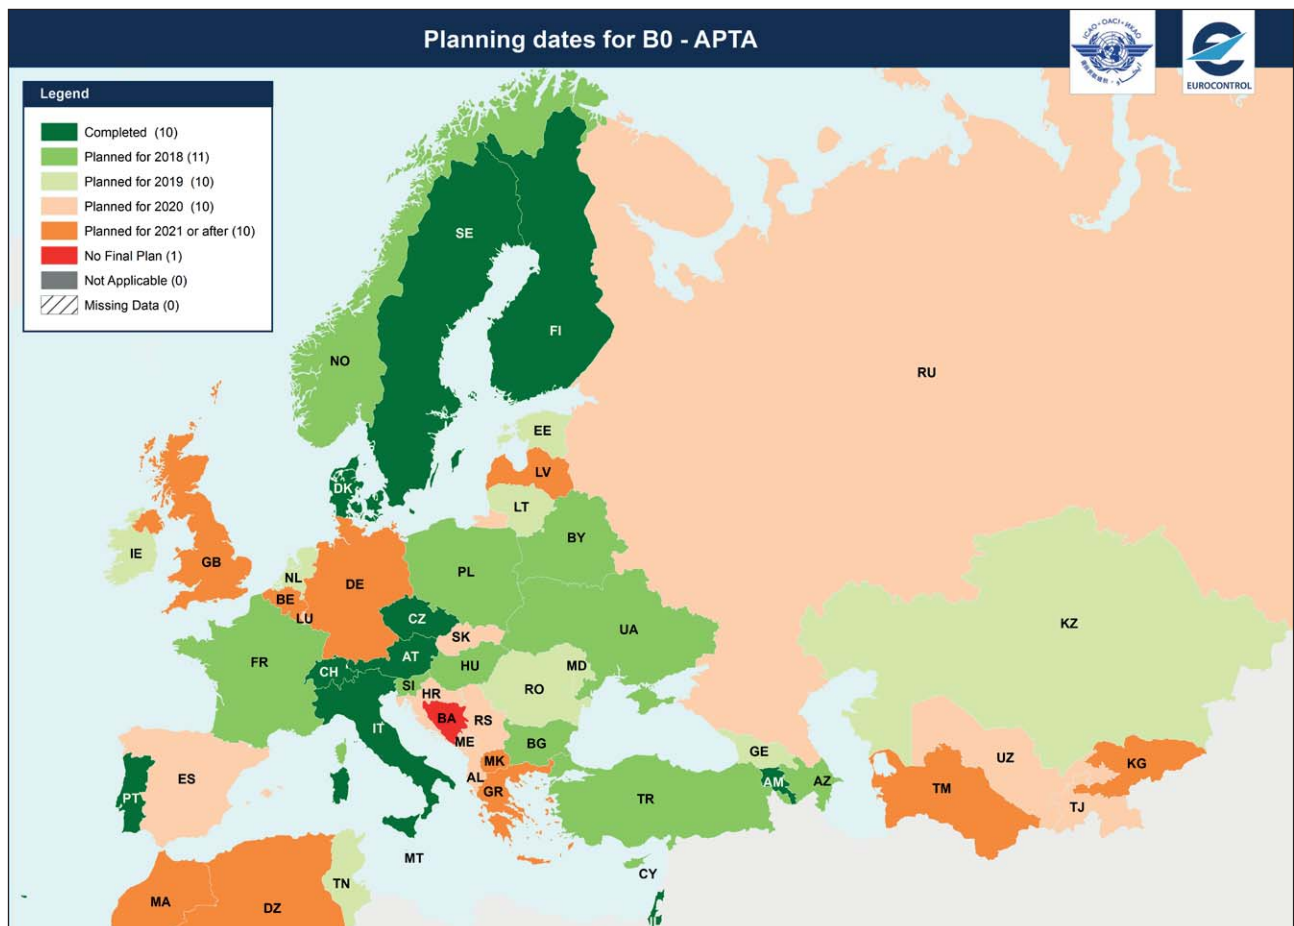 Planning dates for B0 - APTA
ICAO · OACI · ИКАО
EUROCONTROL
Legend
Completed (10)
Planned for 2018 (11)
Planned for 2019 (10)
Planned for 2020 (10)
Planned for 2021 or after (10)
No Final Plan (1)
Not Applicable (0)
Missing Data (0)
SE
FI
NO
RU
EE
LV
DK
LT
IE
GB
BY
NL
DE
PL
BE
LU
CZ
UA
KZ
SK
FR
CH
AT
HU
MD
SI
RO
HR
BA
RS
IT
ME
BG
GE
UZ
KG
MK
ES
AL
PT
GR
TR
AM
AZ
TM
TJ
MT
CY
TN
MA
DZ